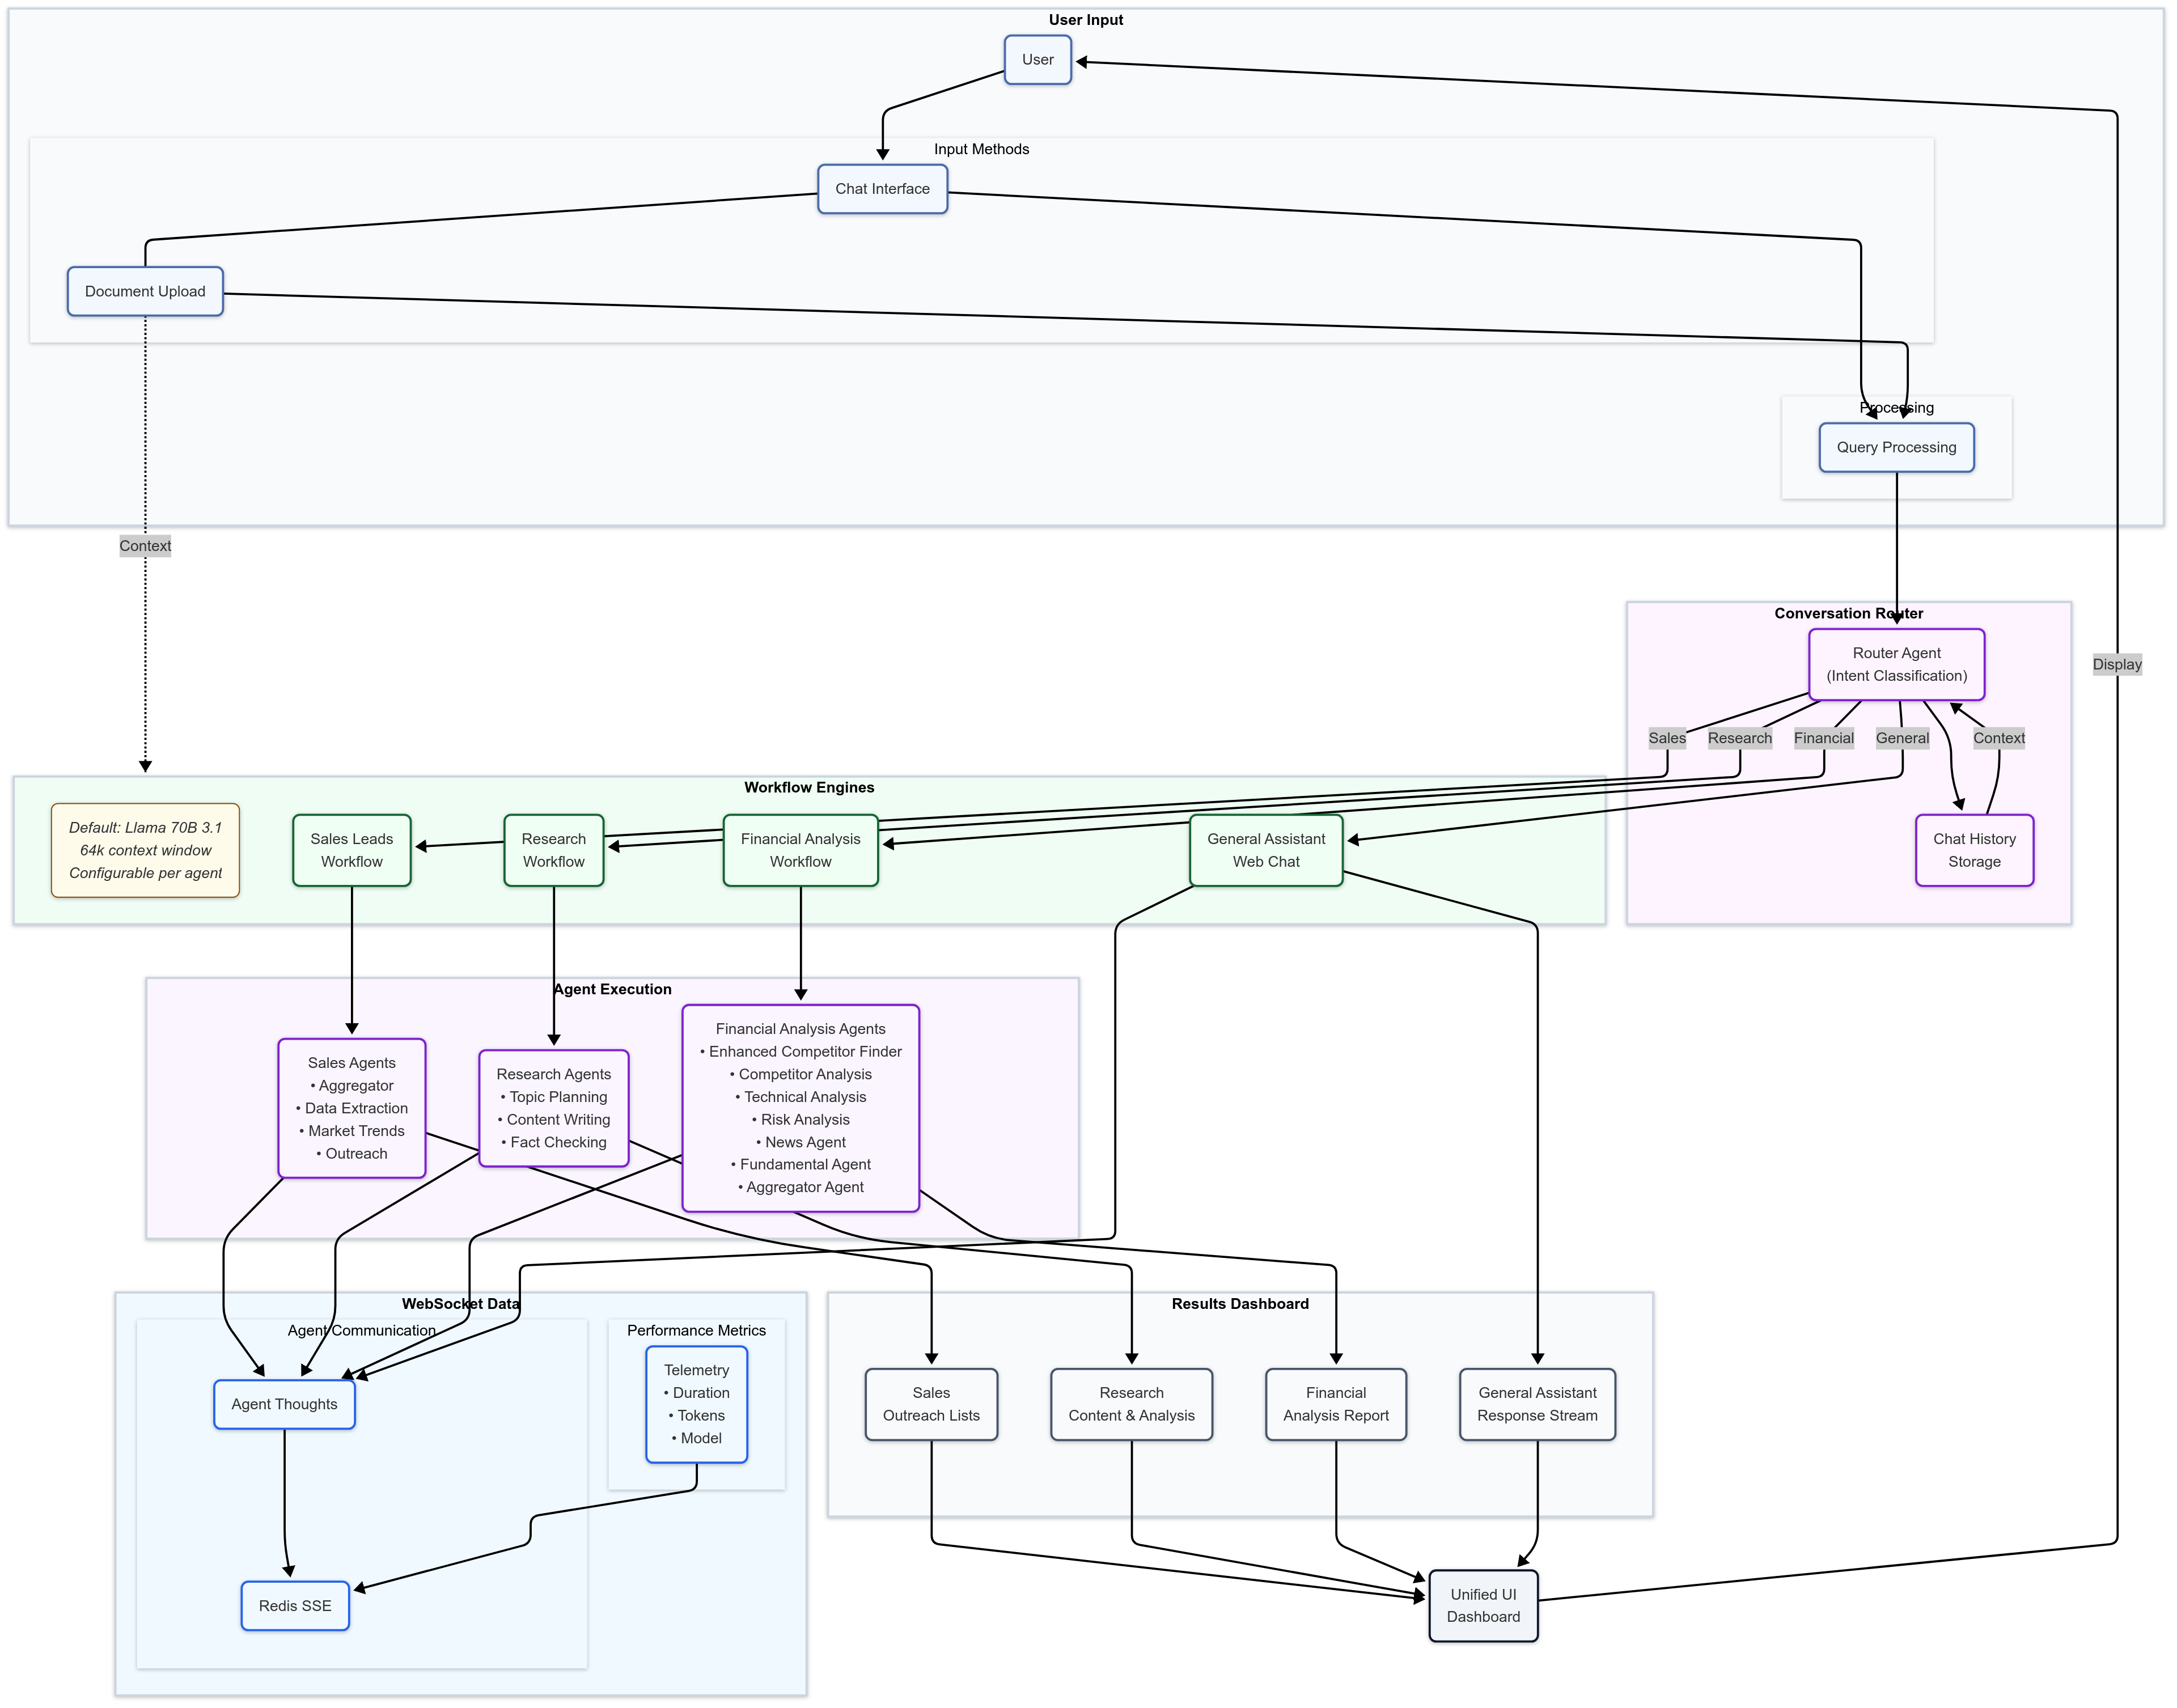 User Input
User
Input Methods
Chat Interface
Document Upload
Processing
Query Processing
Context
Conversation Router
Router Agent
(Intent Classification)
Display
Sales
Research
Financial
General
Context
Workflow Engines
Default: Llama 70B 3.1
64k context window
Configurable per agent
Sales Leads
Workflow
Research
Workflow
Financial Analysis
Workflow
General Assistant
Web Chat
Chat History
Storage
Agent Execution
Sales Agents
• Aggregator
• Data Extraction
• Market Trends
• Outreach
Research Agents
• Topic Planning
• Content Writing
• Fact Checking
Financial Analysis Agents
• Enhanced Competitor Finder
• Competitor Analysis
• Technical Analysis
• Risk Analysis
• News Agent
• Fundamental Agent
• Aggregator Agent
WebSocket Data
Agent Communication
Agent Thoughts
Performance Metrics
Telemetry
• Duration
• Tokens
• Model
Redis SSE
Results Dashboard
Sales
Outreach Lists
Research
Content & Analysis
Financial
Analysis Report
General Assistant
Response Stream
Unified UI
Dashboard